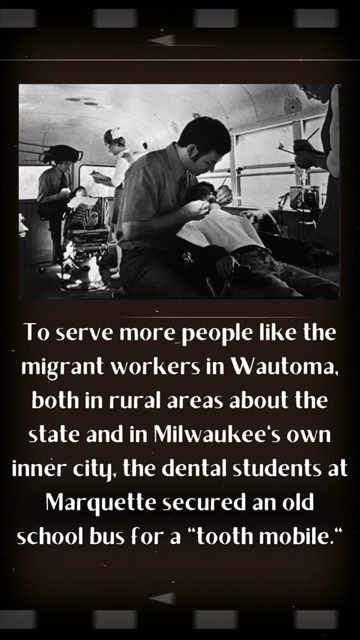 To serve more people like the
migrant workers in Wautoma,
both in rural areas about the
state and in Milwaukee's own
inner city, the dental students at
Marquette secured an old
school bus for a "tooth mobile."